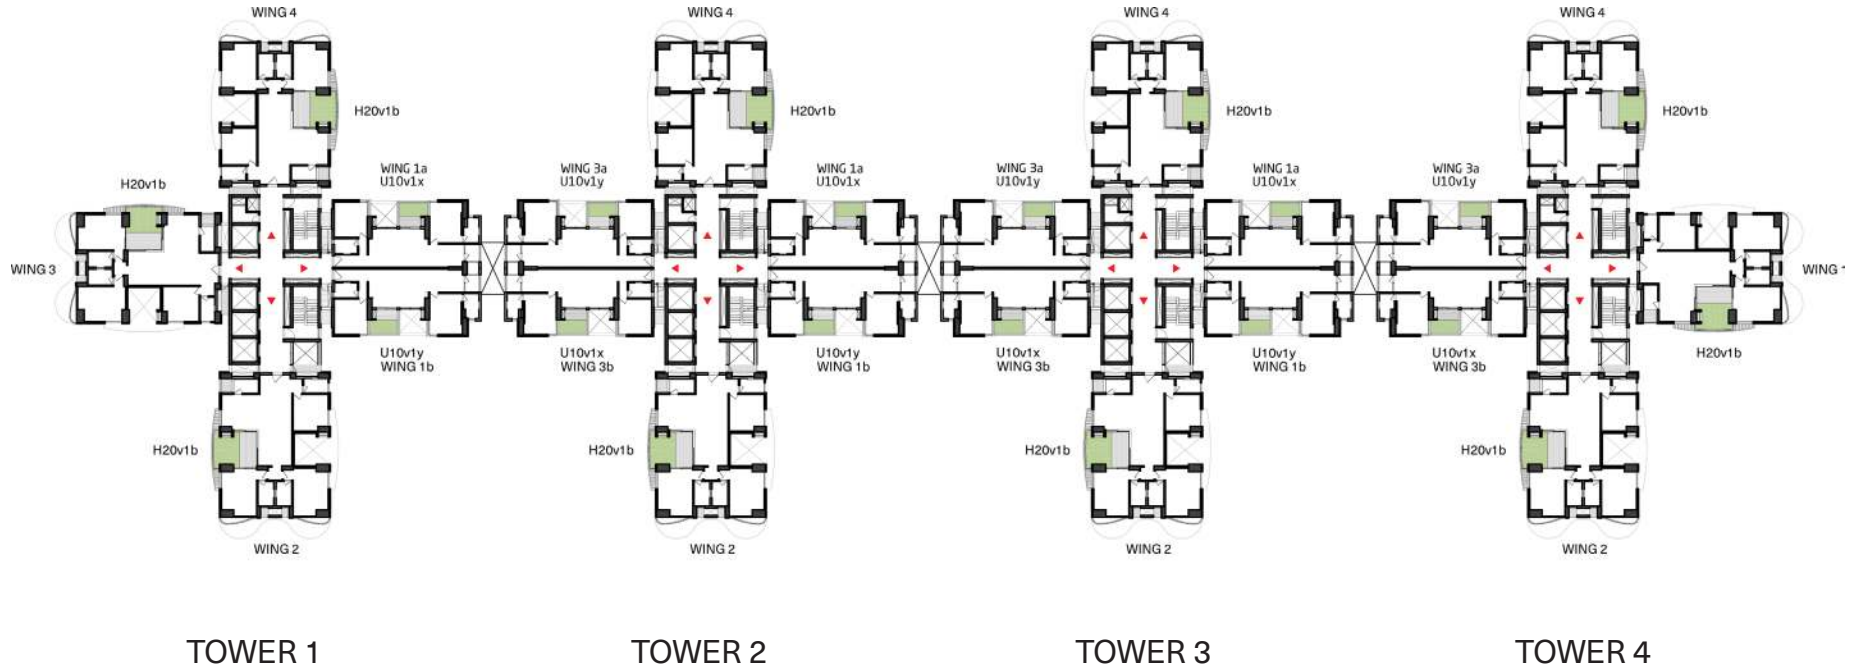 WING 4
WING 4
WING 4
WING 4
H20v1b
H20v1b
H20v1b
H20v1b
WING 1a
U10v1x
WING 3a
U10v1y
WING 1a
U10v1x
WING 3a
U10v1y
WING 1a
U10v1x
WING 3a
U10v1y
H20v1b
WING 3
WING 1
U10v1y
WING 1b
U10v1x
WING 3b
U10v1y
WING 1b
U10v1x
WING 3b
U10v1y
WING 1b
U10v1x
WING 3b
H20v1b
H20v1b
H20v1b
H20v1b
H20v1b
WING 2
WING 2
WING 2
WING 2
TOWER 1
TOWER 2
TOWER 3
TOWER 4